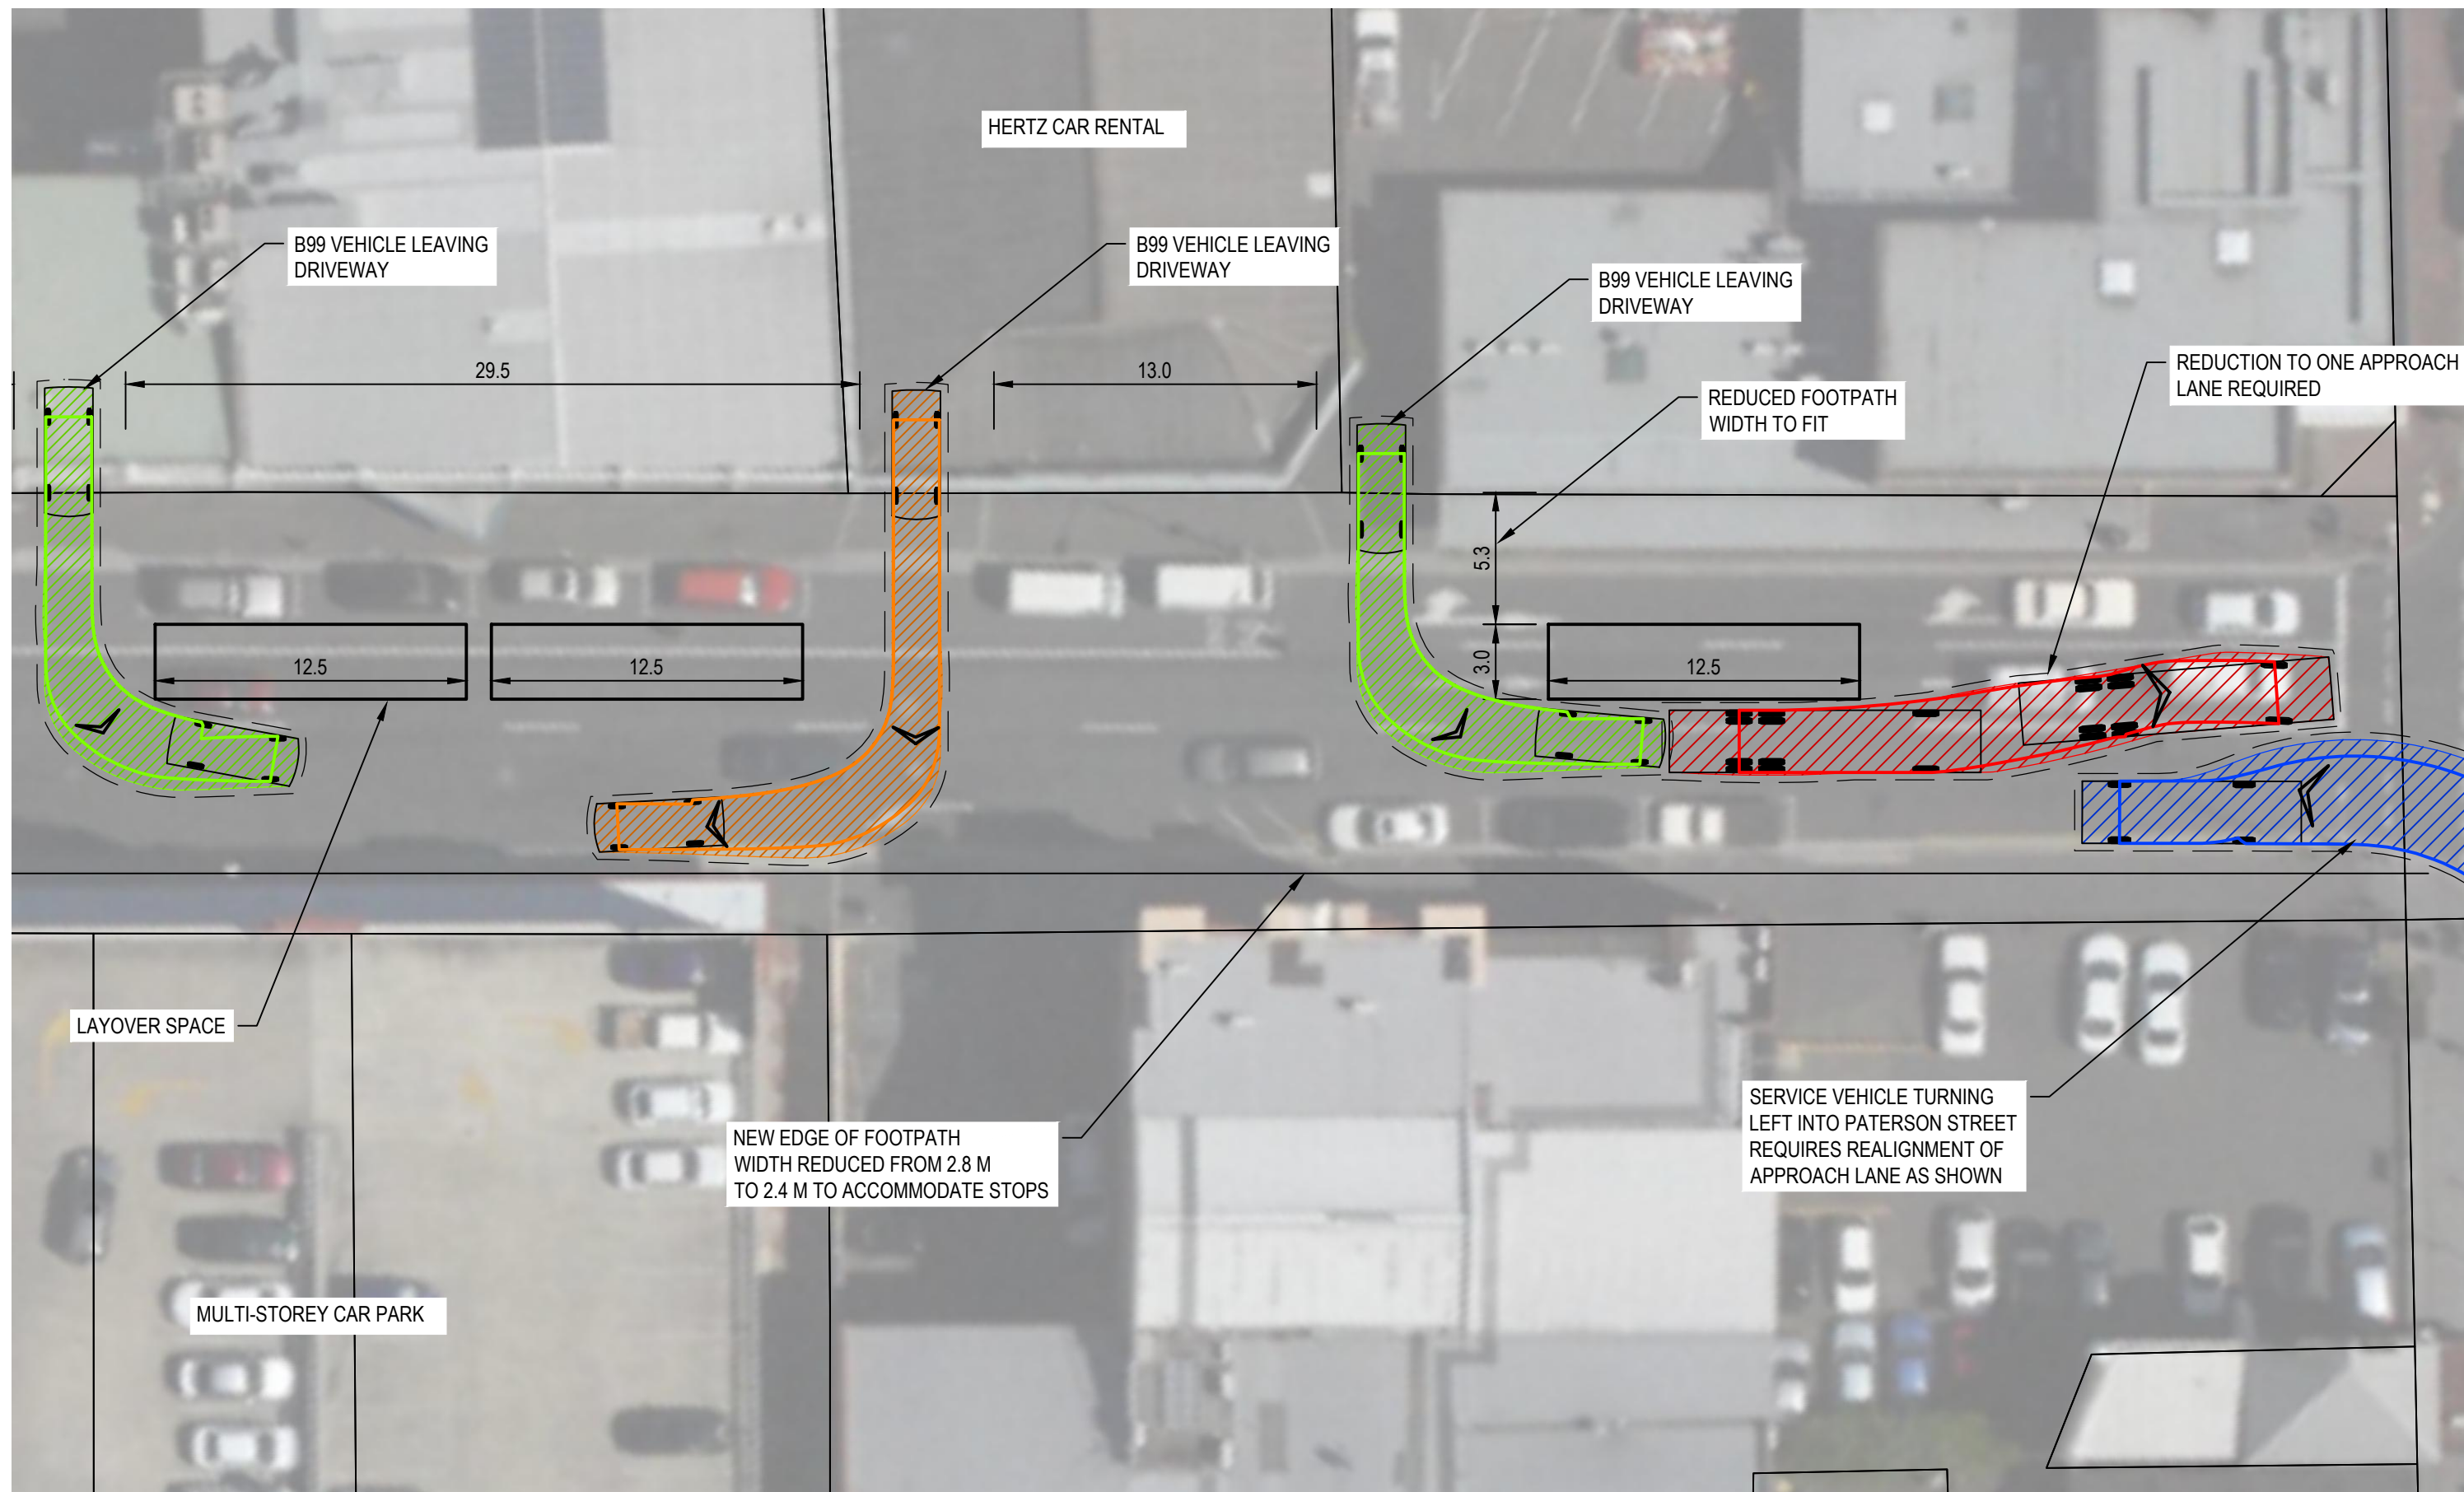 HERTZ CAR RENTAL
B99 VEHICLE LEAVING
DRIVEWAY
B99 VEHICLE LEAVING
DRIVEWAY
B99 VEHICLE LEAVING
DRIVEWAY
REDUCTION TO ONE APPROACH
LANE REQUIRED
29.5
13.0
REDUCED FOOTPATH
WIDTH TO FIT
5.3
3.0
12.5
12.5
12.5
LAYOVER SPACE
NEW EDGE OF FOOTPATH
WIDTH REDUCED FROM 2.8 M
TO 2.4 M TO ACCOMMODATE STOPS
SERVICE VEHICLE TURNING
LEFT INTO PATERSON STREET
REQUIRES REALIGNMENT OF
APPROACH LANE AS SHOWN
MULTI-STOREY CAR PARK